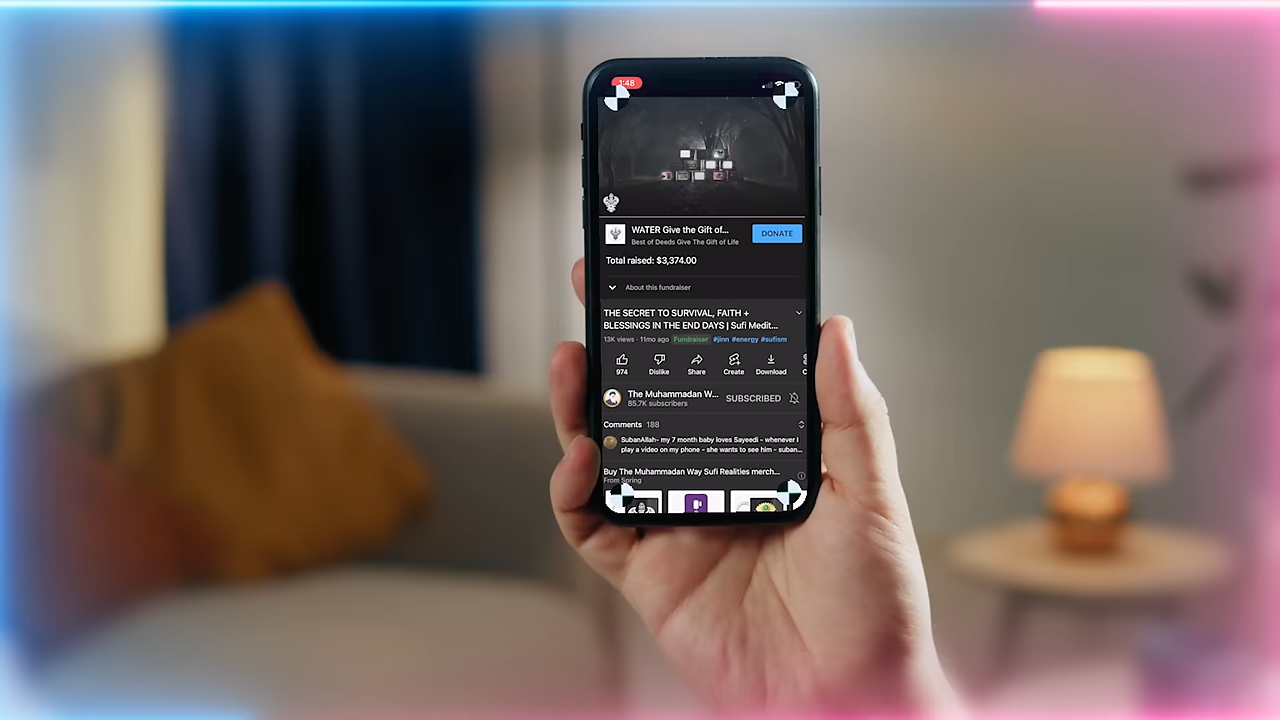 1:48
WATER Give the Gift of...
Best of Deeds Give The Gift of Life
DONATE
Total raised: $3,374.00
About this fundraiser
THE SECRET TO SURVIVAL, FAITH +
BLESSINGS IN THE END DAYS | Sufi Medit...
13K views · 11mo ago Fundraiser #jinn #energy #sufism
974 Dislike Share Create Download
The Muhammadan W...
85.7K subscribers
SUBSCRIBED
Comments 188
SubanAllah- my 7 month baby loves Sayeedi - whenever I
play a video on my phone - she wants to see him - suban...
Buy The Muhammadan Way Sufi Realities merch...
From Spring